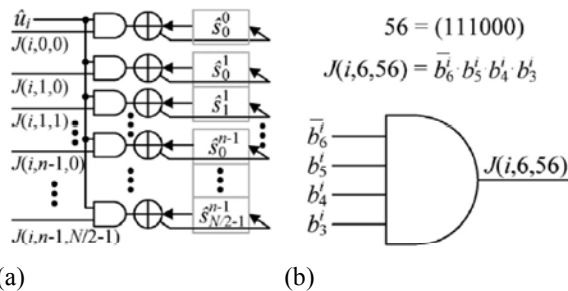 û_i
J(i,0,0)
ŝ_0^0
J(i,1,0)
ŝ_0^1
J(i,1,1)
ŝ_1^1
J(i,n-1,0)
ŝ_0^{n-1}
J(i,n-1,N/2-1)
ŝ_{N/2-1}^{n-1}
(a)
56 = (111000)
J(i,6,56) = b̅_6^i·b_5^i·b_4^i·b_3^i
b̅_6^i
b_5^i
b_4^i
b_3^i
J(i,6,56)
(b)